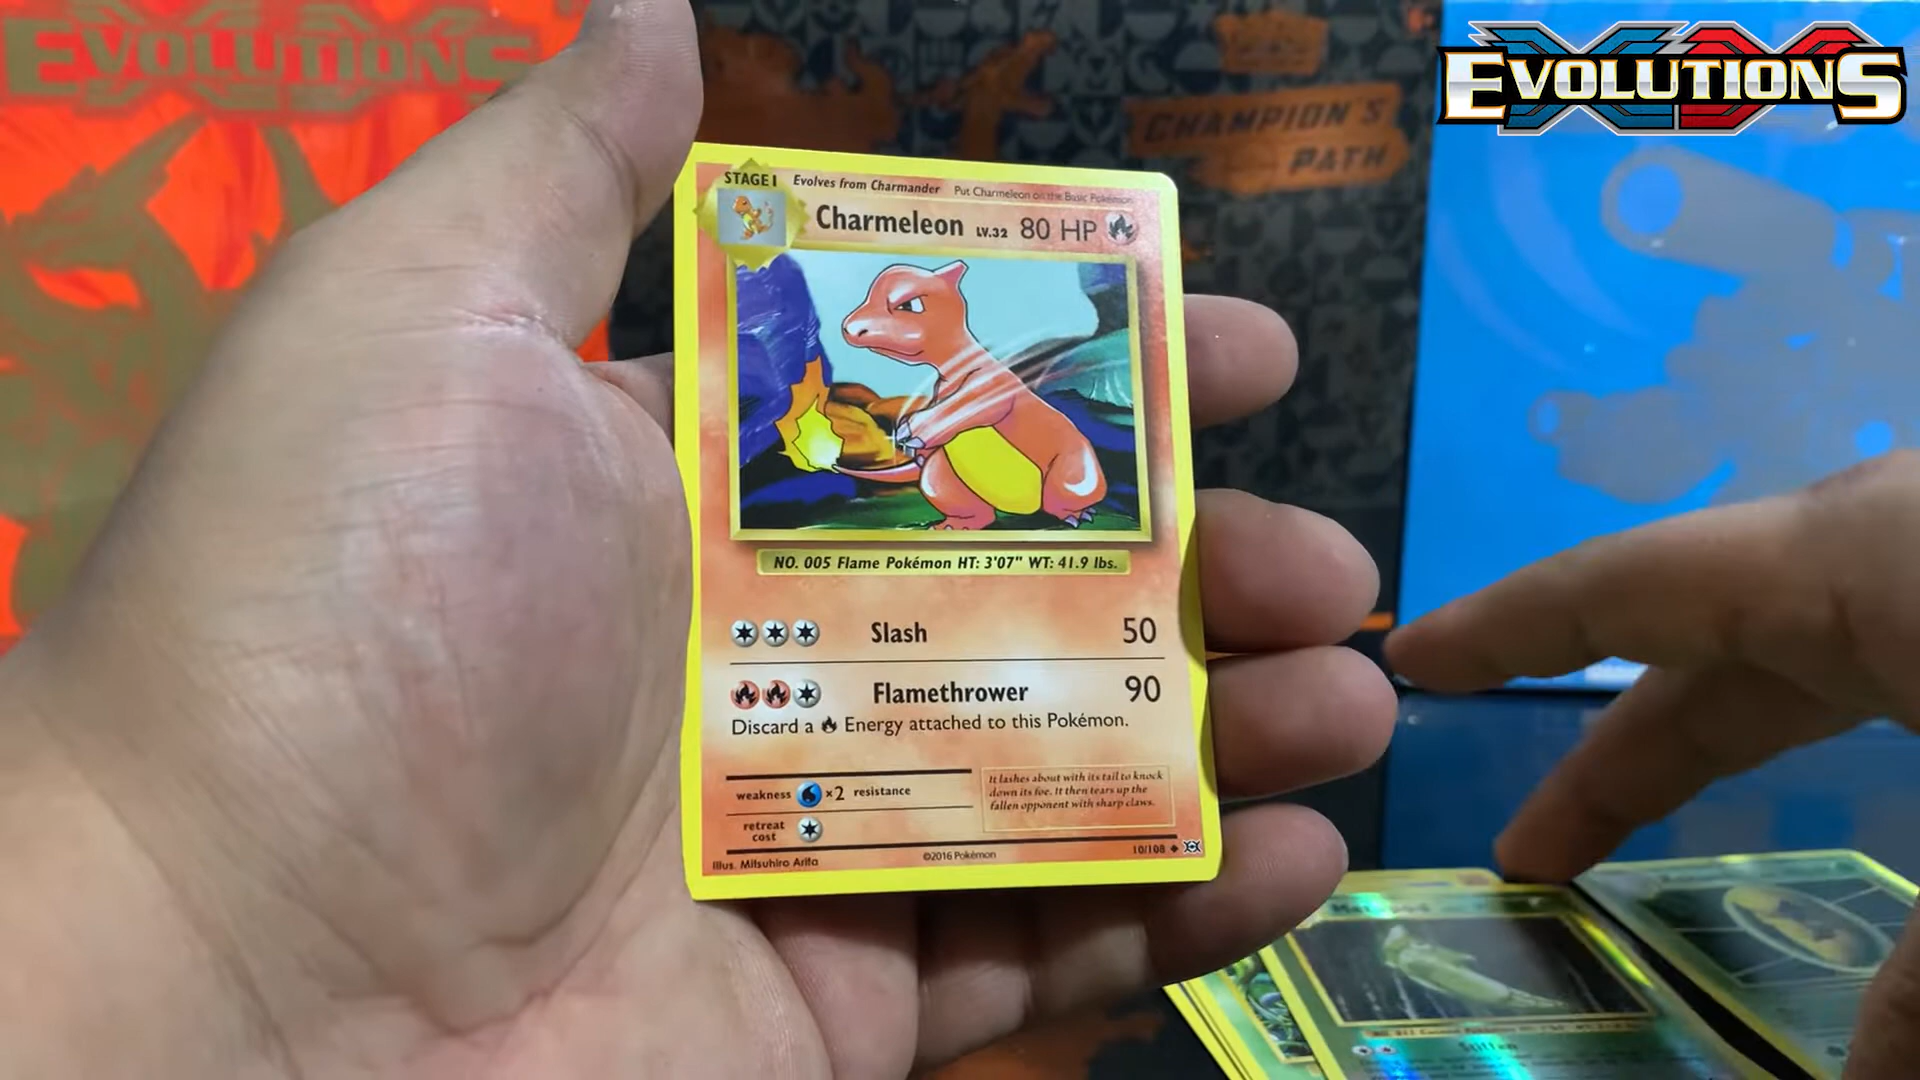 EVOLUTIONS
XY
EVOLUTIONS
CHAMPION'S
PATH
STAGE 1 Evolves from Charmander Put Charmeleon on the Basic Pokémon
Charmeleon LV.32 80 HP
NO. 005 Flame Pokémon HT: 3'07" WT: 41.9 lbs.
Slash 50
Flamethrower 90
Discard a Energy attached to this Pokémon.
weakness ×2 resistance
retreat
cost
It lashes about with its tail to knock
down its foe. It then tears up the
fallen opponent with sharp claws.
Illus. Mitsuhiro Arita ©2016 Pokémon 10/108
Stiffen